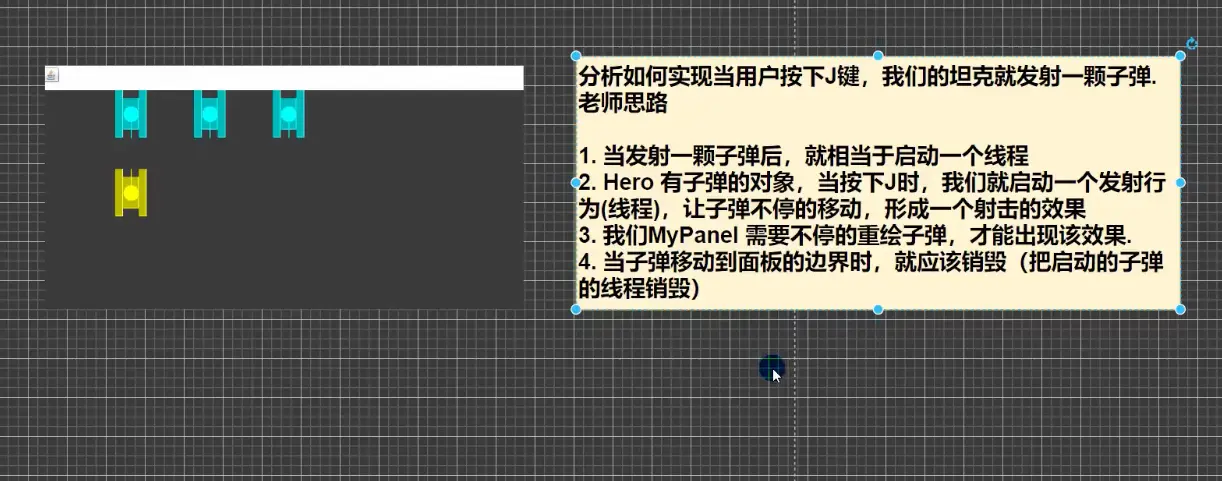 分析如何实现当用户按下J键，我们的坦克就发射一颗子弹.
老师思路
1. 当发射一颗子弹后，就相当于启动一个线程
2. Hero 有子弹的对象，当按下J时，我们就启动一个发射行
为(线程)，让子弹不停的移动，形成一个射击的效果
3. 我们MyPanel 需要不停的重绘子弹，才能出现该效果.
4. 当子弹移动到面板的边界时，就应该销毁（把启动的子弹
的线程销毁）